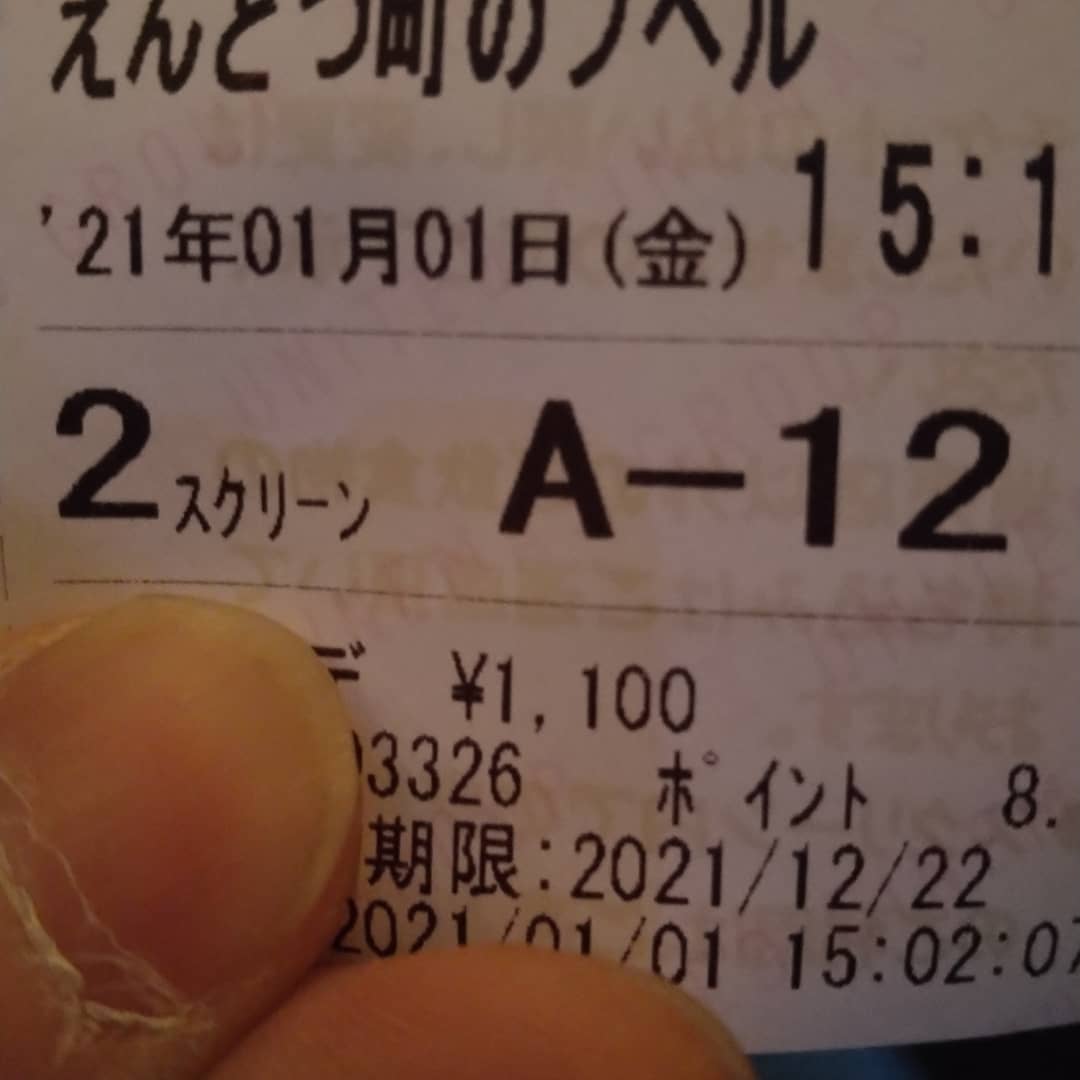 えんとつ町のプペル
'21年01月01日(金) 15:1
2スクリーン A-12
デ ¥1,100
3326 ポイント 8.
期限:2021/12/22
2021/01/01 15:02:07